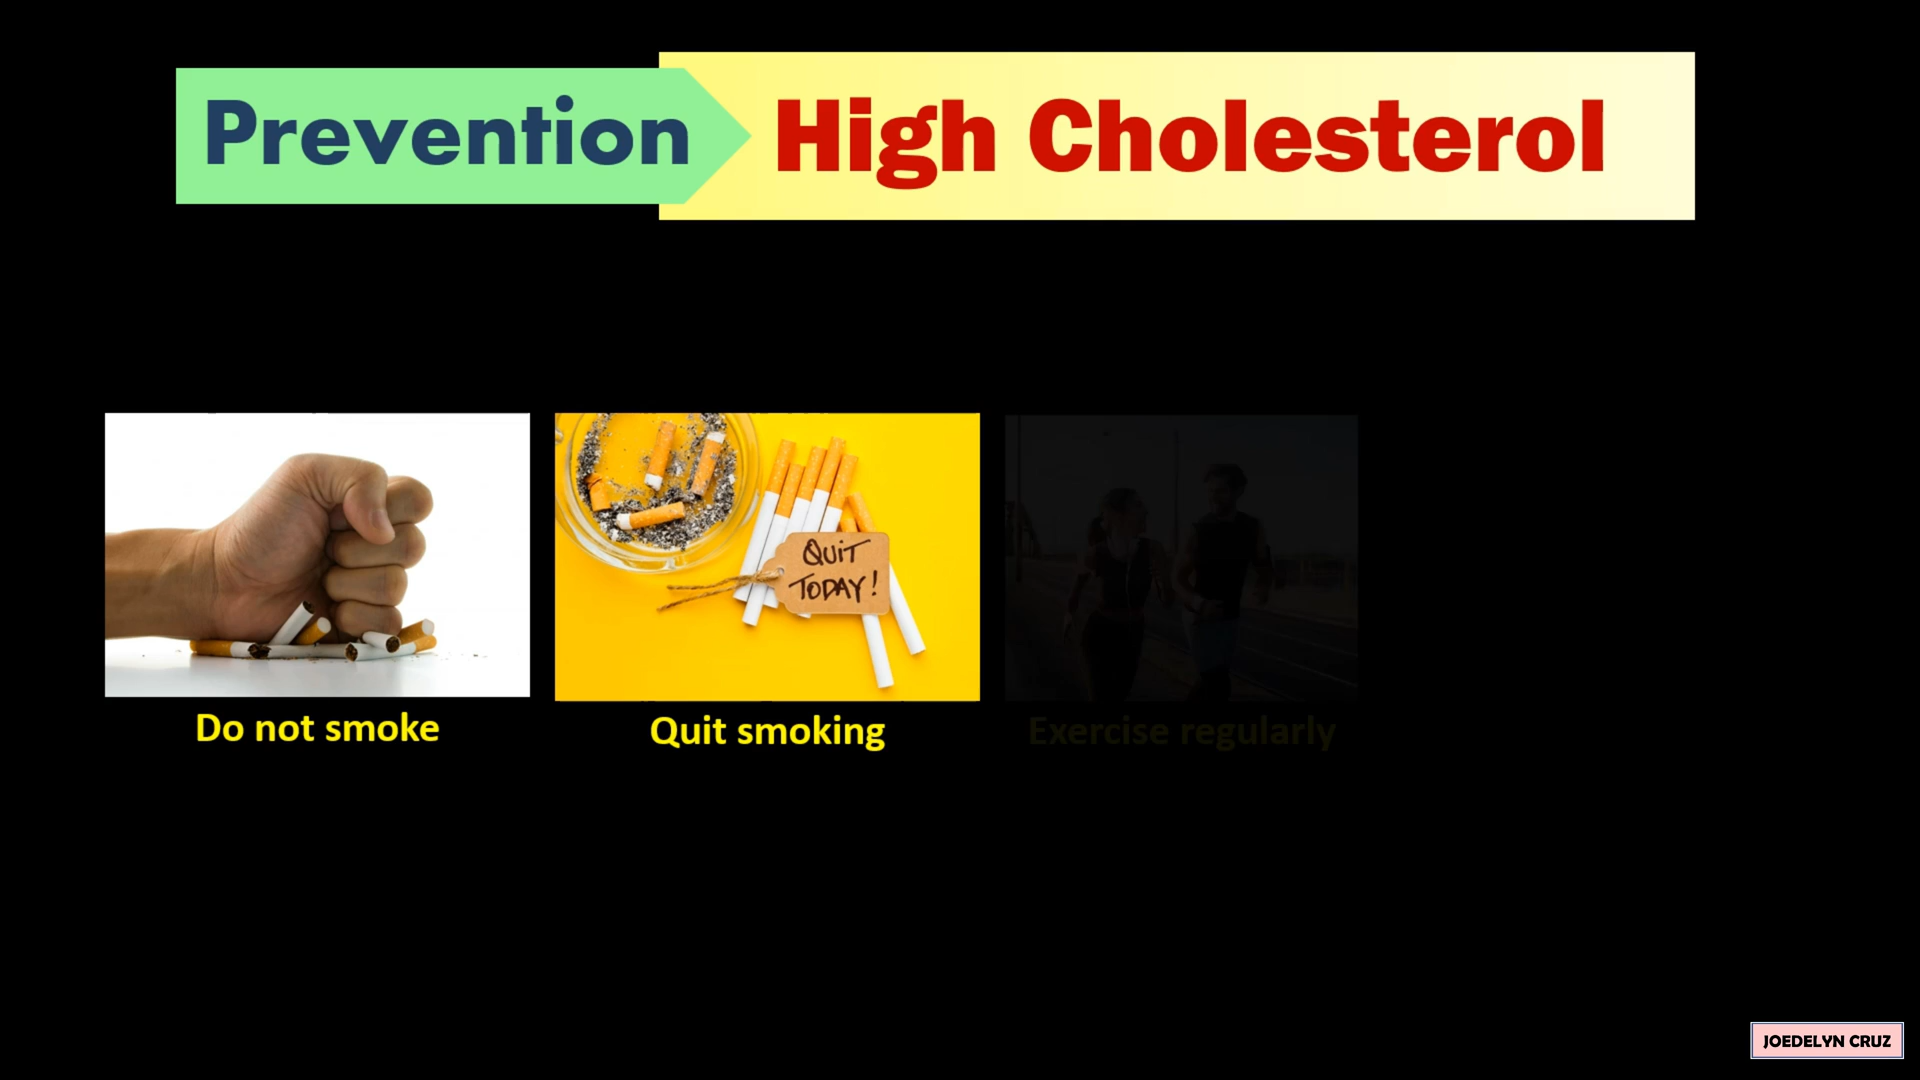 Prevention
High Cholesterol
QUIT
TODAY!
Do not smoke
Quit smoking
Exercise regularly
JOEDELYN CRUZ